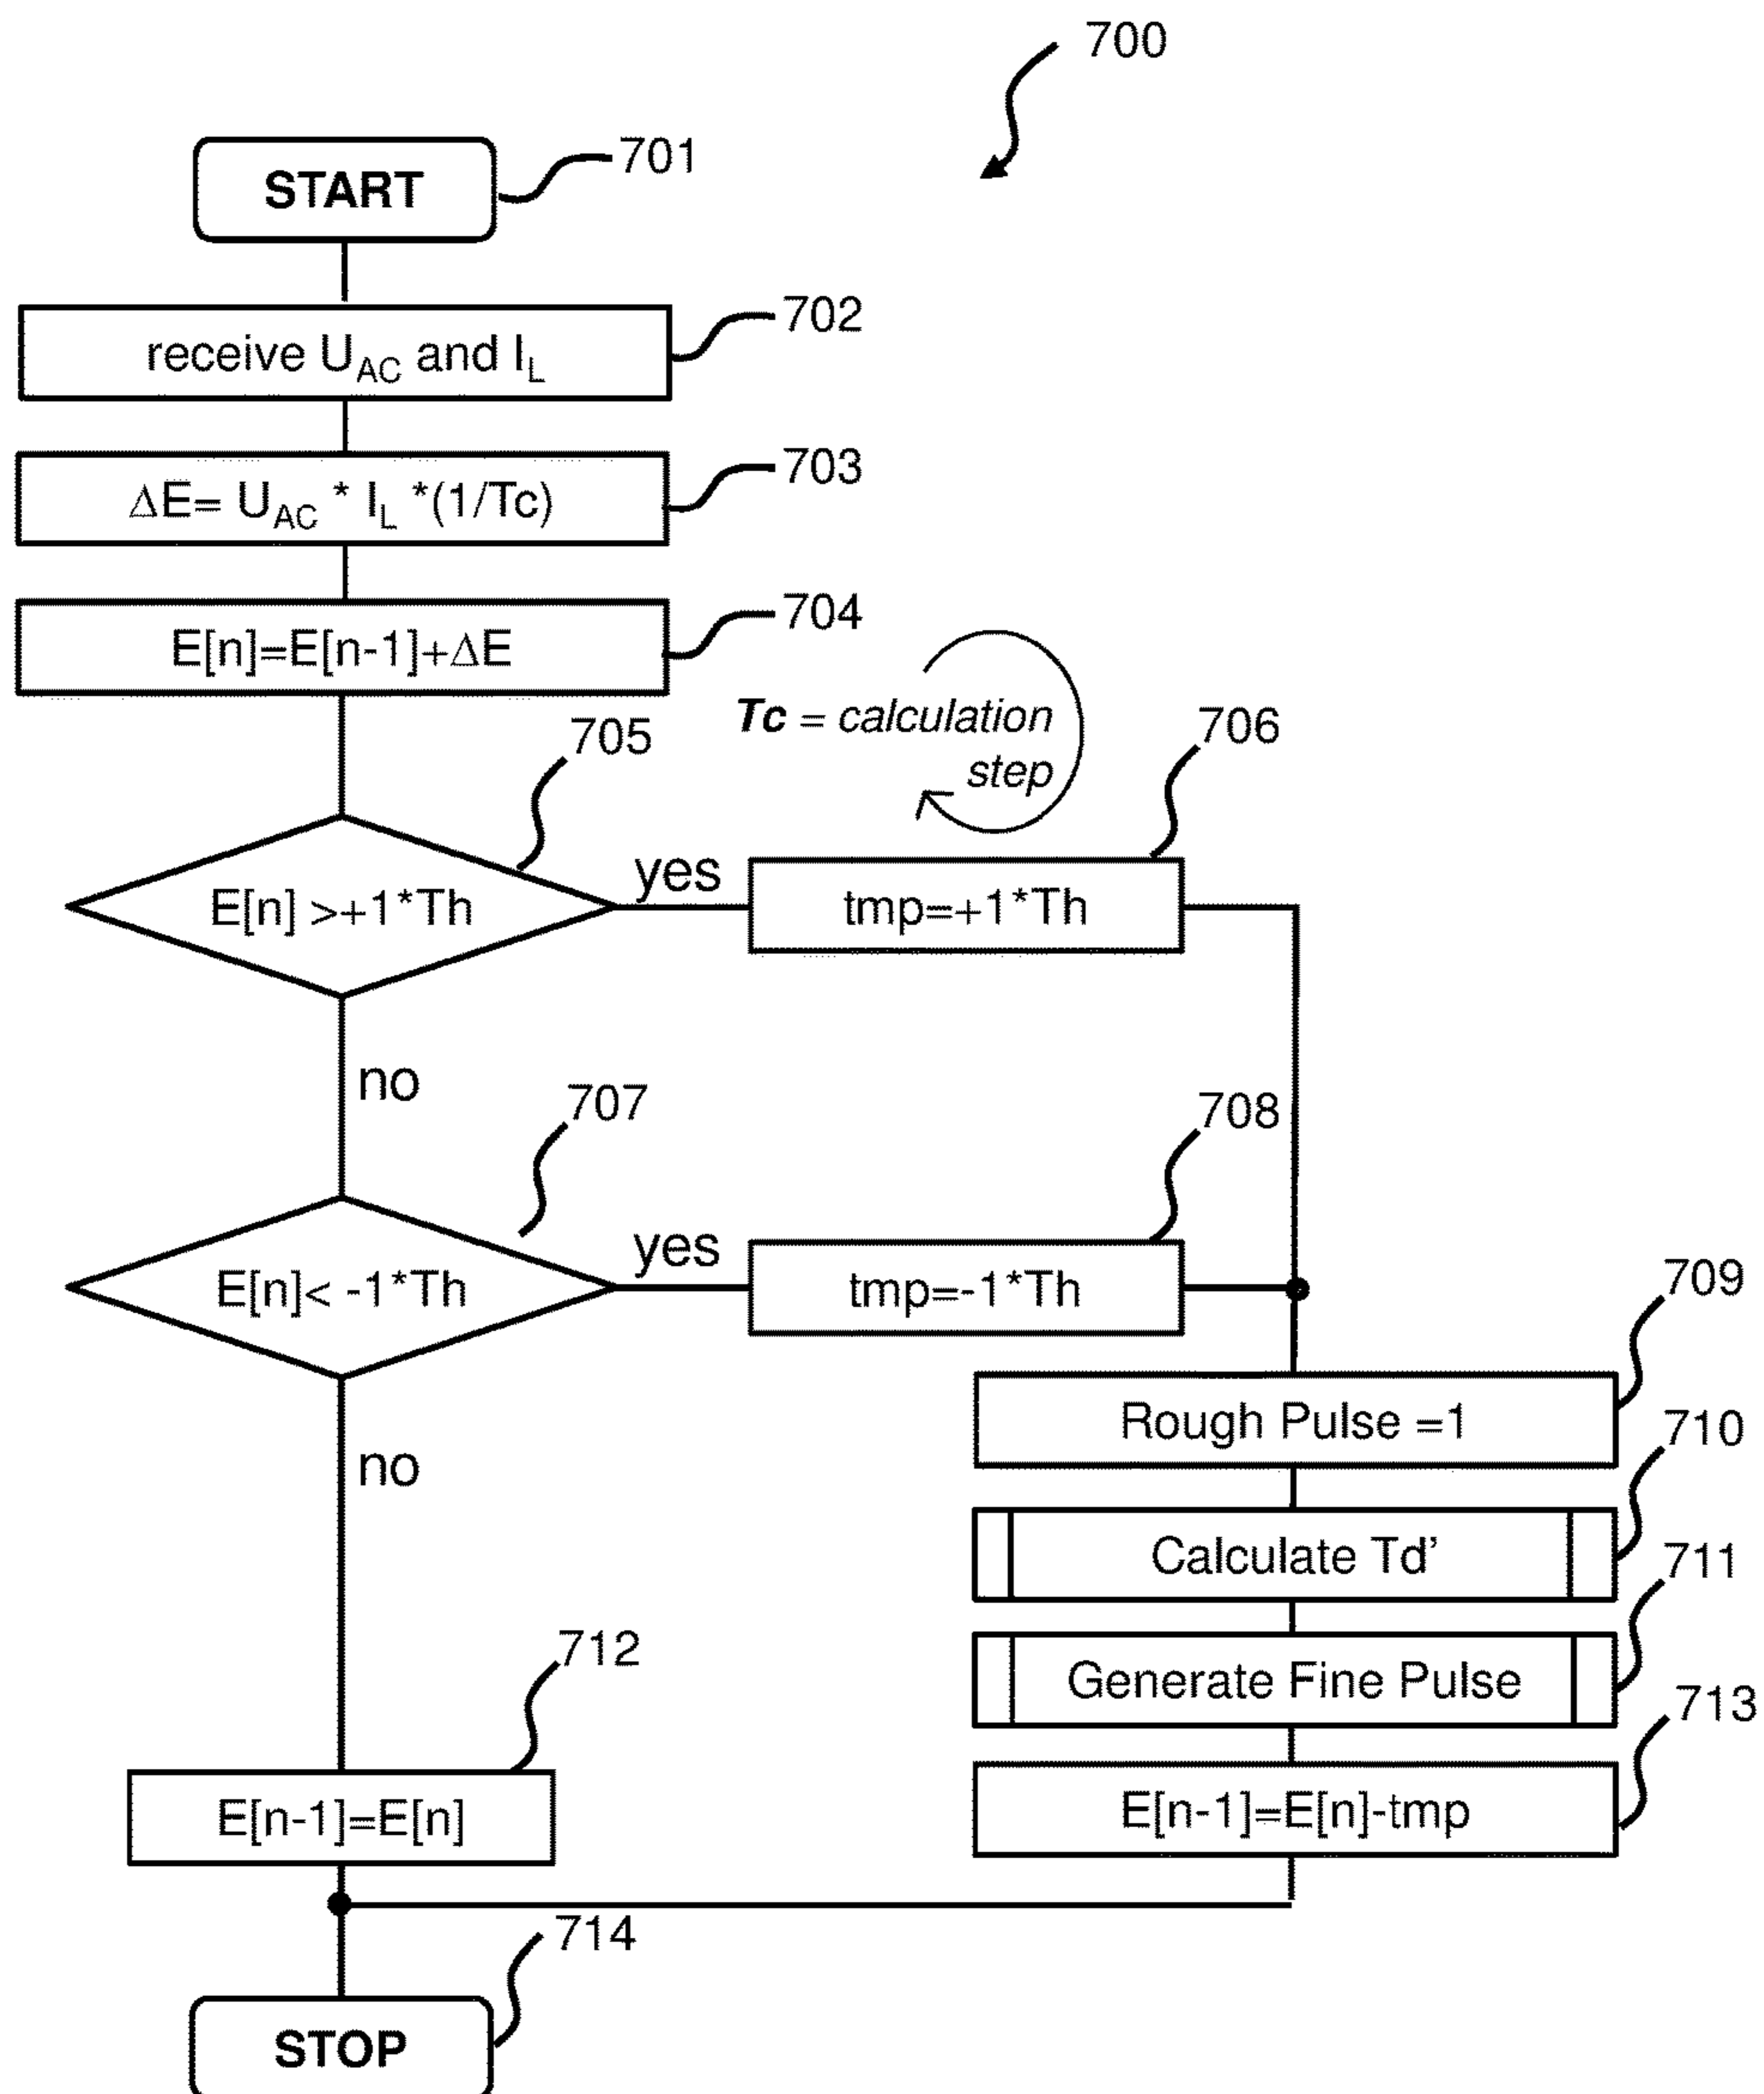 700
START
701
receive U_AC and I_L
702
ΔE= U_AC * I_L *(1/Tc)
703
E[n]=E[n-1]+ΔE
704
Tc = calculation
step
705
706
E[n] >+1*Th
yes
tmp=+1*Th
no
707
708
E[n]< -1*Th
yes
tmp=-1*Th
709
Rough Pulse =1
no
710
Calculate Td’
711
Generate Fine Pulse
712
713
E[n-1]=E[n]
E[n-1]=E[n]-tmp
714
STOP